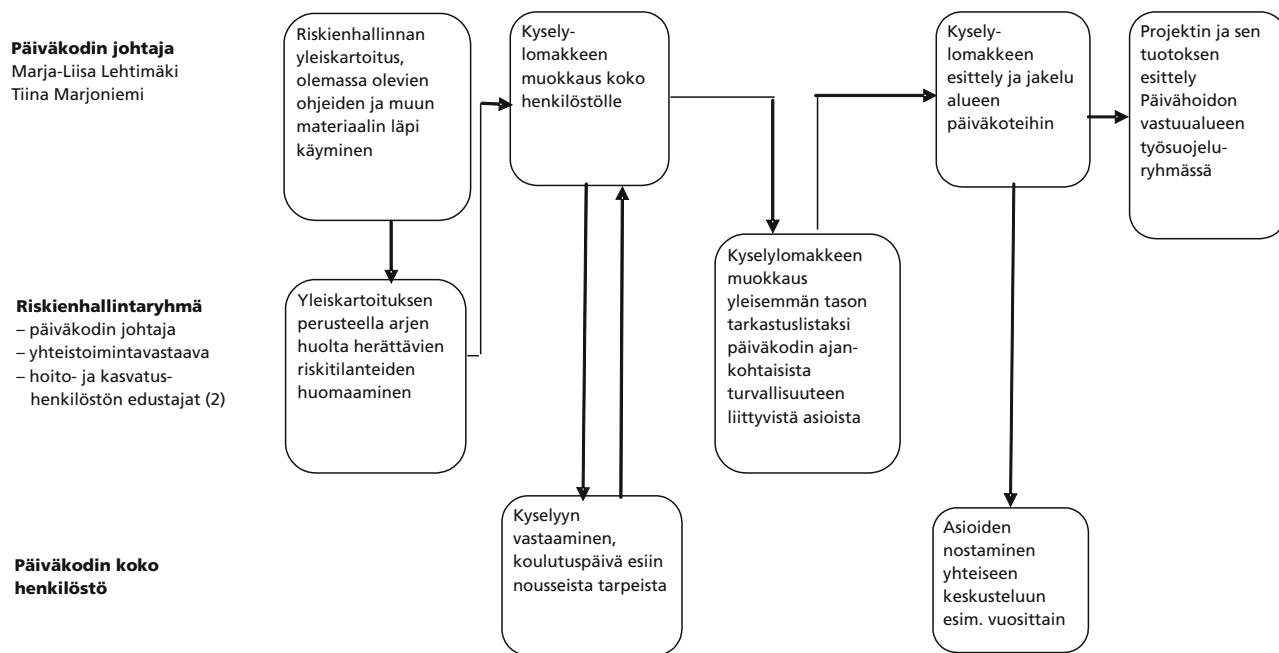 Päiväkodin johtaja
Marja-Liisa Lehtimäki
Tiina Marjoniemi
Riskienhallinnan
yleiskartoitus,
olemassa olevien
ohjeiden ja muun
materiaalin läpi
käyminen
Kysely-
lomakkeen
muokkaus koko
henkilöstölle
Kysely-
lomakkeen
esittely ja jakelu
alueen
päiväkoteihin
Projektin ja sen
tuotoksen
esittely
Päivähoidon
vastuualueen
työsuojelu-
ryhmässä
Riskienhallintaryhmä
– päiväkodin johtaja
– yhteistoimintavastaava
– hoito- ja kasvatus-
henkilöstön edustajat (2)
Yleiskartoituksen
perusteella arjen
huolta herättävien
riskitilanteiden
huomaaminen
Kyselylomakkeen
muokkaus
yleisemmän tason
tarkastuslistaksi
päiväkodin ajan-
kohtaisista
turvallisuuteen
liittyvistä asioista
Päiväkodin koko
henkilöstö
Kyselyyn
vastaaminen,
koulutuspäivä esiin
nousseista tarpeista
Asioiden
nostaminen
yhteiseen
keskusteluun
esim. vuosittain